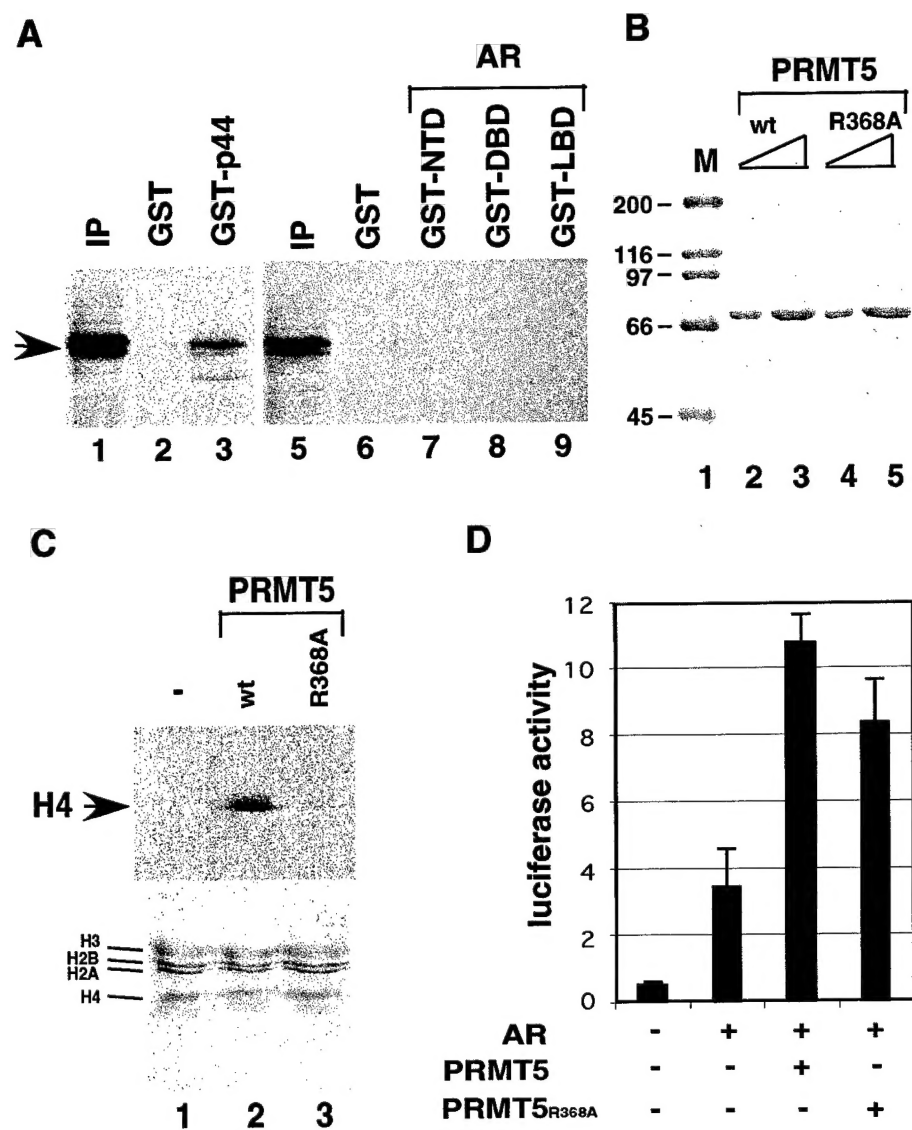 A
AR
IP
GST
GST-p44
IP
GST
GST-NTD
GST-DBD
GST-LBD
1 2 3 5 6 7 8 9
B
PRMT5
M wt R368A
200
116
97
66
45
1 2 3 4 5
C
PRMT5
- wt R368A
H4
H3
H2B
H2A
H4
1 2 3
D
luciferase activity
12
10
8
6
4
2
0
AR - + + +
PRMT5 - - + -
PRMT5R368A - - - +